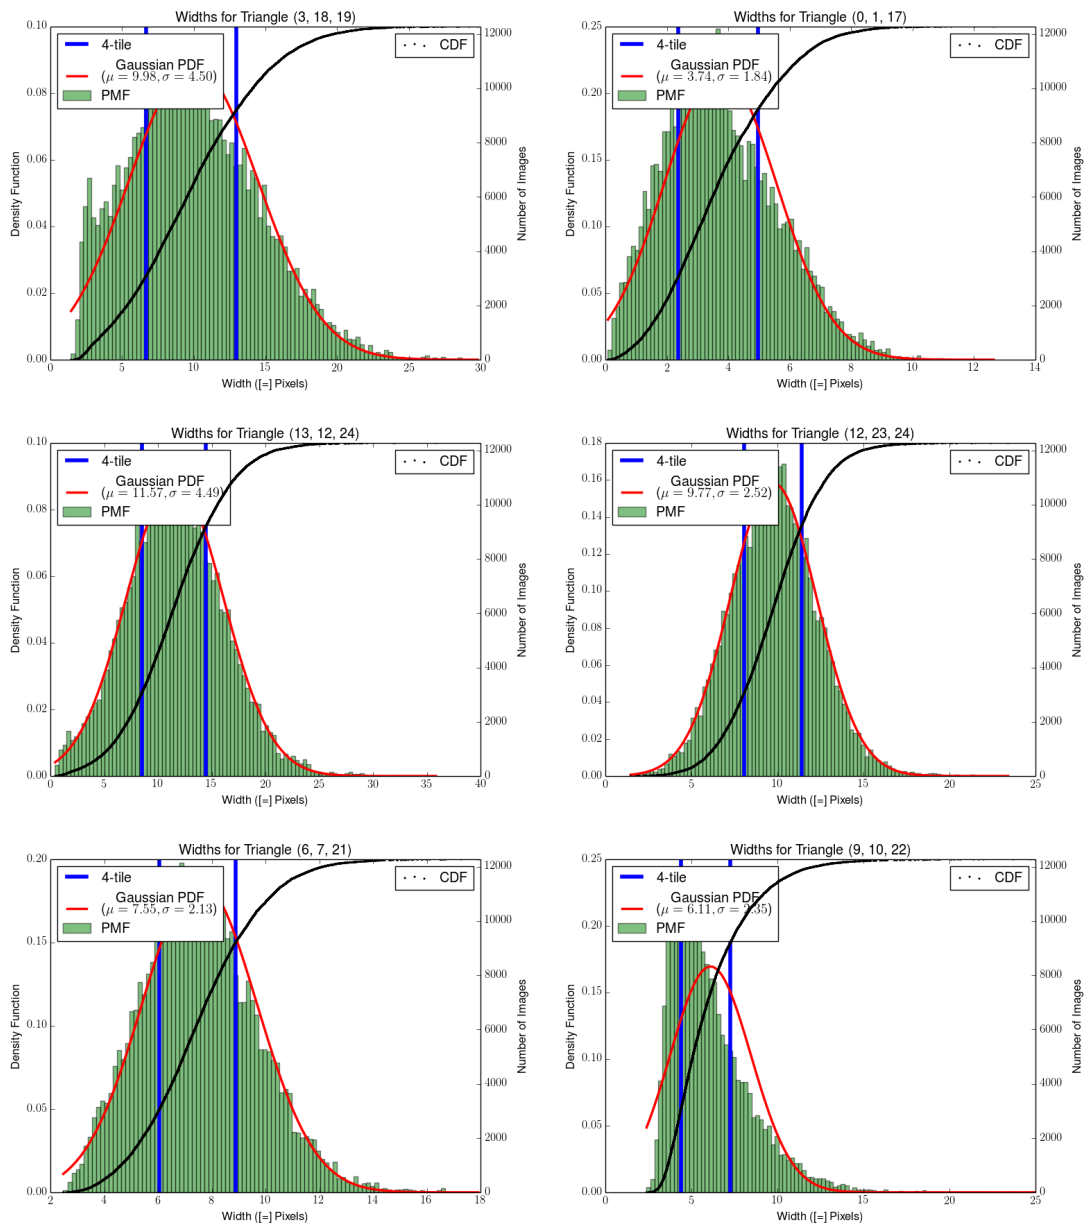 Widths for Triangle (3, 18, 19)
4-tile
Gaussian PDF
(μ = 9.98, σ = 4.50)
PMF
CDF
0.10
0.08
0.06
0.04
0.02
0.00
Density Function
12000
10000
8000
6000
4000
2000
0
Number of Images
0 5 10 15 20 25 30
Width ([=] Pixels)
Widths for Triangle (0, 1, 17)
4-tile
Gaussian PDF
(μ = 3.74, σ = 1.84)
PMF
CDF
0.25
0.20
0.15
0.10
0.05
0.00
Density Function
12000
10000
8000
6000
4000
2000
0
Number of Images
0 2 4 6 8 10 12 14
Width ([=] Pixels)
Widths for Triangle (13, 12, 24)
4-tile
Gaussian PDF
(μ = 11.57, σ = 4.49)
PMF
CDF
0.10
0.08
0.06
0.04
0.02
0.00
Density Function
12000
10000
8000
6000
4000
2000
0
Number of Images
0 5 10 15 20 25 30 35 40
Width ([=] Pixels)
Widths for Triangle (12, 23, 24)
4-tile
Gaussian PDF
(μ = 9.77, σ = 2.52)
PMF
CDF
0.18
0.16
0.14
0.12
0.10
0.08
0.06
0.04
0.02
0.00
Density Function
12000
10000
8000
6000
4000
2000
0
Number of Images
0 5 10 15 20 25
Width ([=] Pixels)
Widths for Triangle (6, 7, 21)
4-tile
Gaussian PDF
(μ = 7.55, σ = 2.13)
PMF
CDF
0.20
0.15
0.10
0.05
0.00
Density Function
12000
10000
8000
6000
4000
2000
0
Number of Images
2 4 6 8 10 12 14 16 18
Width ([=] Pixels)
Widths for Triangle (9, 10, 22)
4-tile
Gaussian PDF
(μ = 6.11, σ = 2.35)
PMF
CDF
0.25
0.20
0.15
0.10
0.05
0.00
Density Function
12000
10000
8000
6000
4000
2000
0
Number of Images
0 5 10 15 20 25
Width ([=] Pixels)